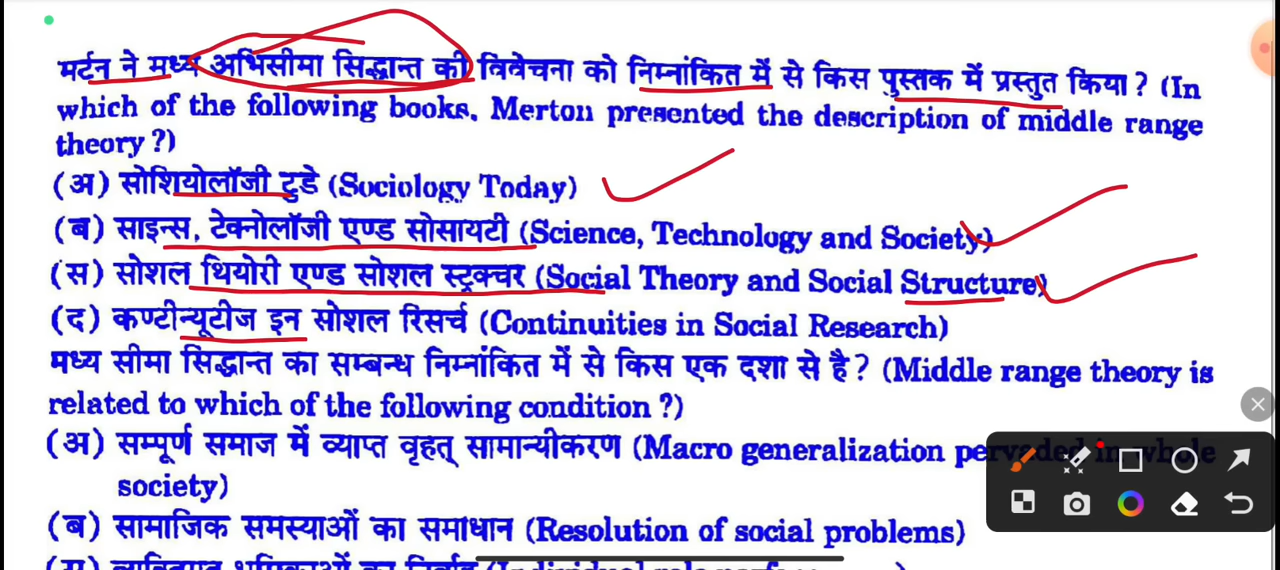 मर्टन ने मध्य अभिसीमा सिद्धान्त की विवेचना को निम्नांकित में से किस पुस्तक में प्रस्तुत किया? (In
which of the following books, Merton presented the description of middle range
theory ?)
(अ) सोशियोलॉजी टुडे (Sociology Today)
(ब) साइन्स, टेक्नोलॉजी एण्ड सोसायटी (Science, Technology and Society)
(स) सोशल थियोरी एण्ड सोशल स्ट्रक्चर (Social Theory and Social Structure)
(द) कण्टीन्यूटीज इन सोशल रिसर्च (Continuities in Social Research)
मध्य सीमा सिद्धान्त का सम्बन्ध निम्नांकित में से किस एक दशा से है? (Middle range theory is
related to which of the following condition ?)
(अ) सम्पूर्ण समाज में व्याप्त वृहत् सामान्यीकरण (Macro generalization pervaded in whole
society)
(ब) सामाजिक समस्याओं का समाधान (Resolution of social problems)